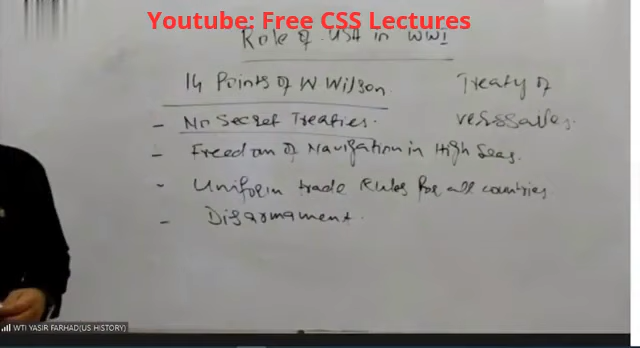 Youtube: Free CSS Lectures
Role of USA in WWI
14 Points of W Wilson.
Treaty of
verssailes.
- No Secret Treaties.
- Freedom of Navigation in High Seas.
- Uniform trade Rules for all countries
- Disarmament.
WTI YASIR FARHAD(US HISTORY)